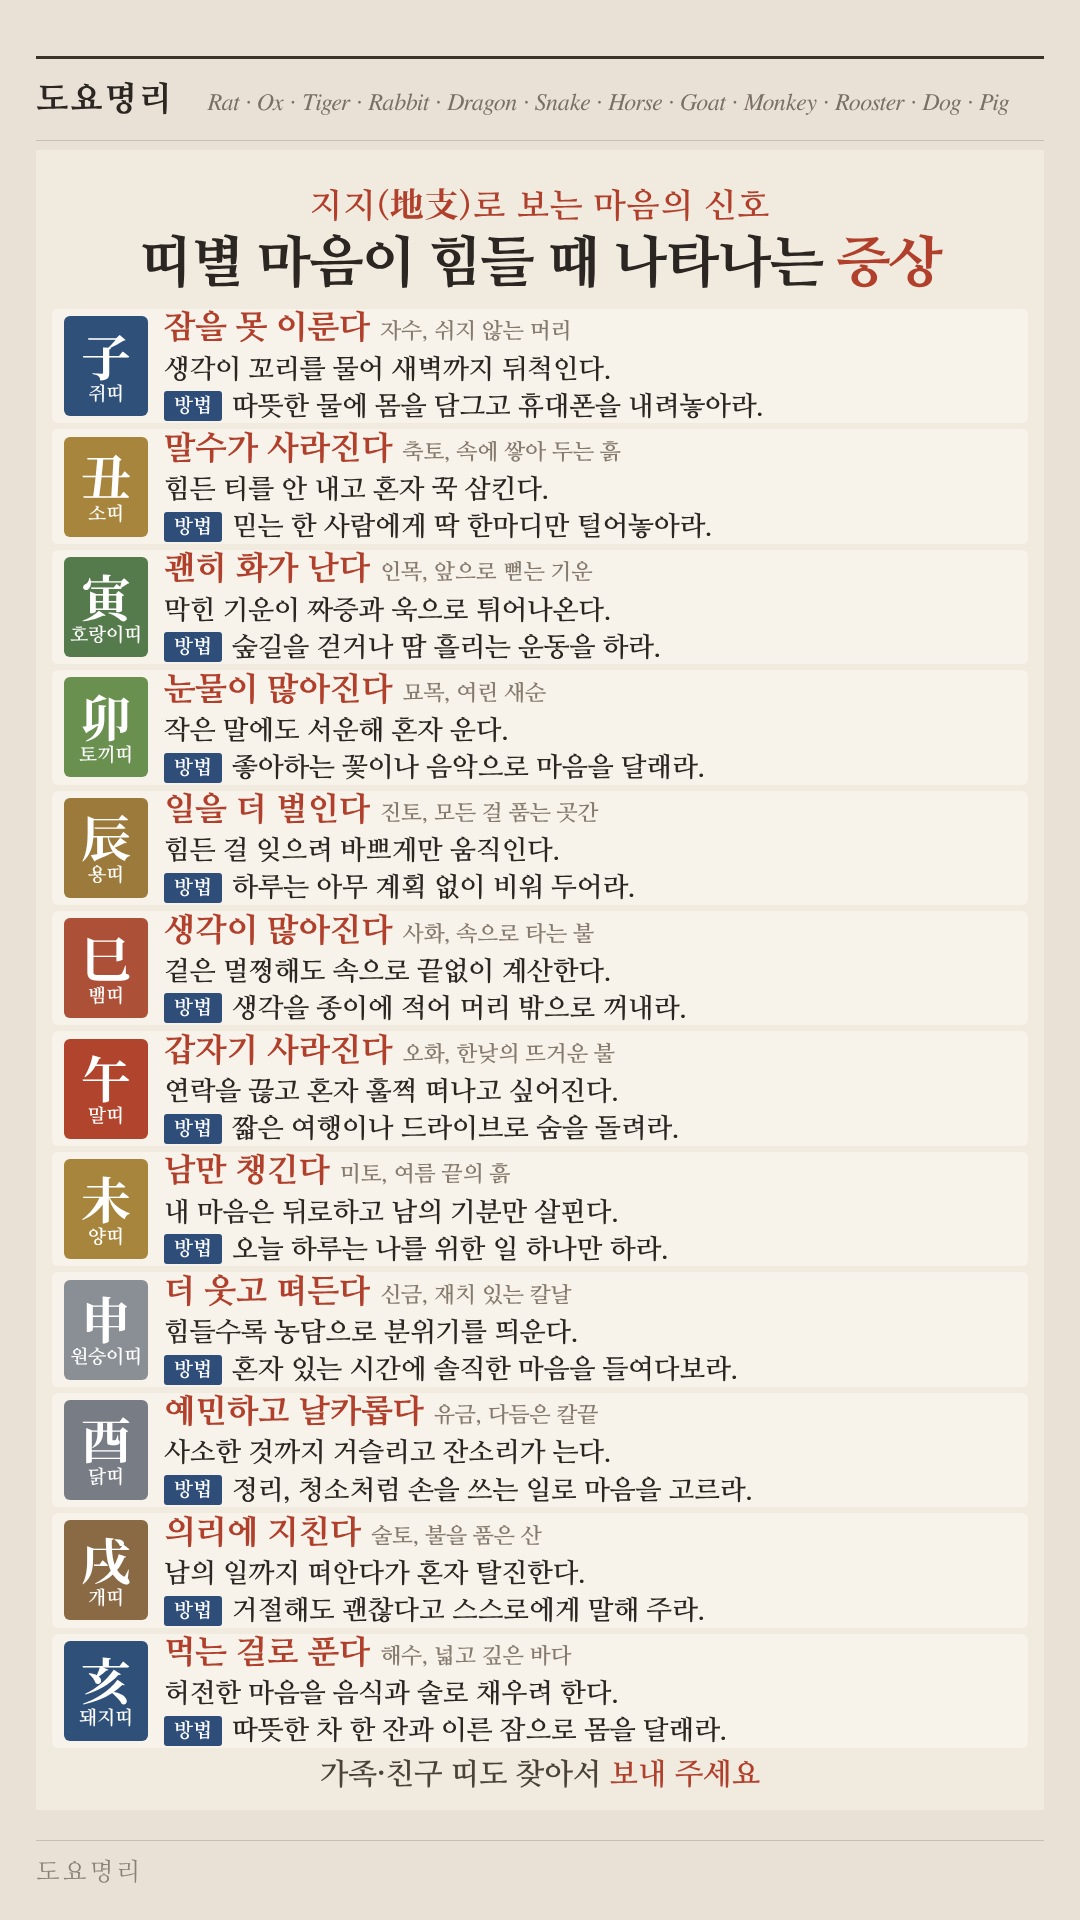 도요명리
Rat · Ox · Tiger · Rabbit · Dragon · Snake · Horse · Goat · Monkey · Rooster · Dog · Pig
지지(地支)로 보는 마음의 신호
띠별 마음이 힘들 때 나타나는 증상
子
쥐띠
잠을 못 이룬다 자수, 쉬지 않는 머리
생각이 꼬리를 물어 새벽까지 뒤척인다.
방법 따뜻한 물에 몸을 담그고 휴대폰을 내려놓아라.
丑
소띠
말수가 사라진다 축토, 속에 쌓아 두는 흙
힘든 티를 안 내고 혼자 꾹 삼킨다.
방법 믿는 한 사람에게 딱 한마디만 털어놓아라.
寅
호랑이띠
괜히 화가 난다 인목, 앞으로 뻗는 기운
막힌 기운이 짜증과 욱으로 튀어나온다.
방법 숲길을 걷거나 땀 흘리는 운동을 하라.
卯
토끼띠
눈물이 많아진다 묘목, 여린 새순
작은 말에도 서운해 혼자 운다.
방법 좋아하는 꽃이나 음악으로 마음을 달래라.
辰
용띠
일을 더 벌인다 진토, 모든 걸 품는 곳간
힘든 걸 잊으려 바쁘게만 움직인다.
방법 하루는 아무 계획 없이 비워 두어라.
巳
뱀띠
생각이 많아진다 사화, 속으로 타는 불
겉은 멀쩡해도 속으로 끝없이 계산한다.
방법 생각을 종이에 적어 머리 밖으로 꺼내라.
午
말띠
갑자기 사라진다 오화, 한낮의 뜨거운 불
연락을 끊고 혼자 훌쩍 떠나고 싶어진다.
방법 짧은 여행이나 드라이브로 숨을 돌려라.
未
양띠
남만 챙긴다 미토, 여름 끝의 흙
내 마음은 뒤로하고 남의 기분만 살핀다.
방법 오늘 하루는 나를 위한 일 하나만 하라.
申
원숭이띠
더 웃고 떠든다 신금, 재치 있는 칼날
힘들수록 농담으로 분위기를 띄운다.
방법 혼자 있는 시간에 솔직한 마음을 들여다보라.
酉
닭띠
예민하고 날카롭다 유금, 다듬은 칼끝
사소한 것까지 거슬리고 잔소리가 는다.
방법 정리, 청소처럼 손을 쓰는 일로 마음을 고르라.
戌
개띠
의리에 지친다 술토, 불을 품은 산
남의 일까지 떠안다가 혼자 탈진한다.
방법 거절해도 괜찮다고 스스로에게 말해 주라.
亥
돼지띠
먹는 걸로 푼다 해수, 넓고 깊은 바다
허전한 마음을 음식과 술로 채우려 한다.
방법 따뜻한 차 한 잔과 이른 잠으로 몸을 달래라.
가족·친구 띠도 찾아서 보내 주세요
도요명리